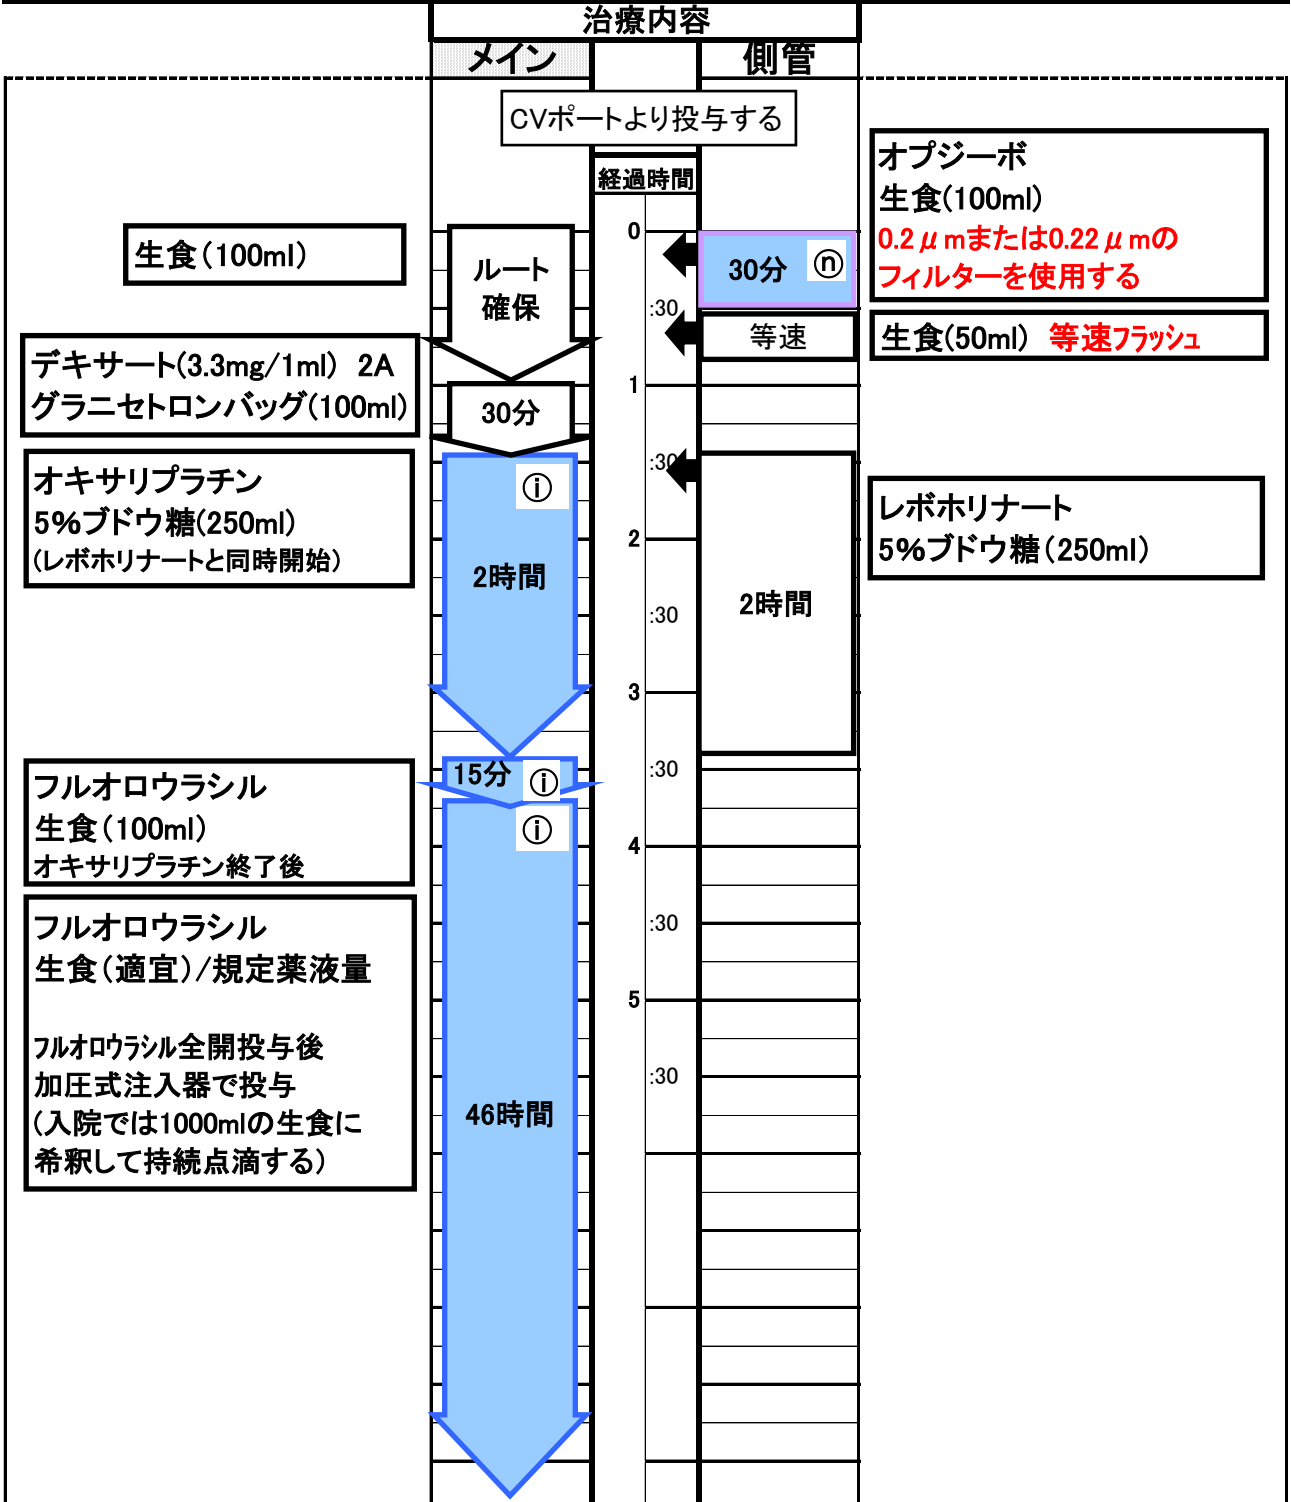 治療内容
メイン
側管
CVポートより投与する
経過時間
オプジーボ
生食(100ml)
0.2μmまたは0.22μmの
フィルターを使用する
0
生食(100ml)
ルート
確保
30分
ⓝ
:30
等速
生食(50ml) 等速フラッシュ
デキサート(3.3mg/1ml) 2A
グラニセトロンバッグ(100ml)
1
30分
オキサリプラチン
5%ブドウ糖(250ml)
(レボホリナートと同時開始)
ⓘ
2時間
:30
2時間
レボホリナート
5%ブドウ糖(250ml)
2
:30
3
フルオロウラシル
生食(100ml)
オキサリプラチン終了後
15分
ⓘ
:30
ⓘ
4
フルオロウラシル
生食(適宜)/規定薬液量
フルオロウラシル全開投与後
加圧式注入器で投与
(入院では1000mlの生食に
希釈して持続点滴する)
46時間
:30
5
:30